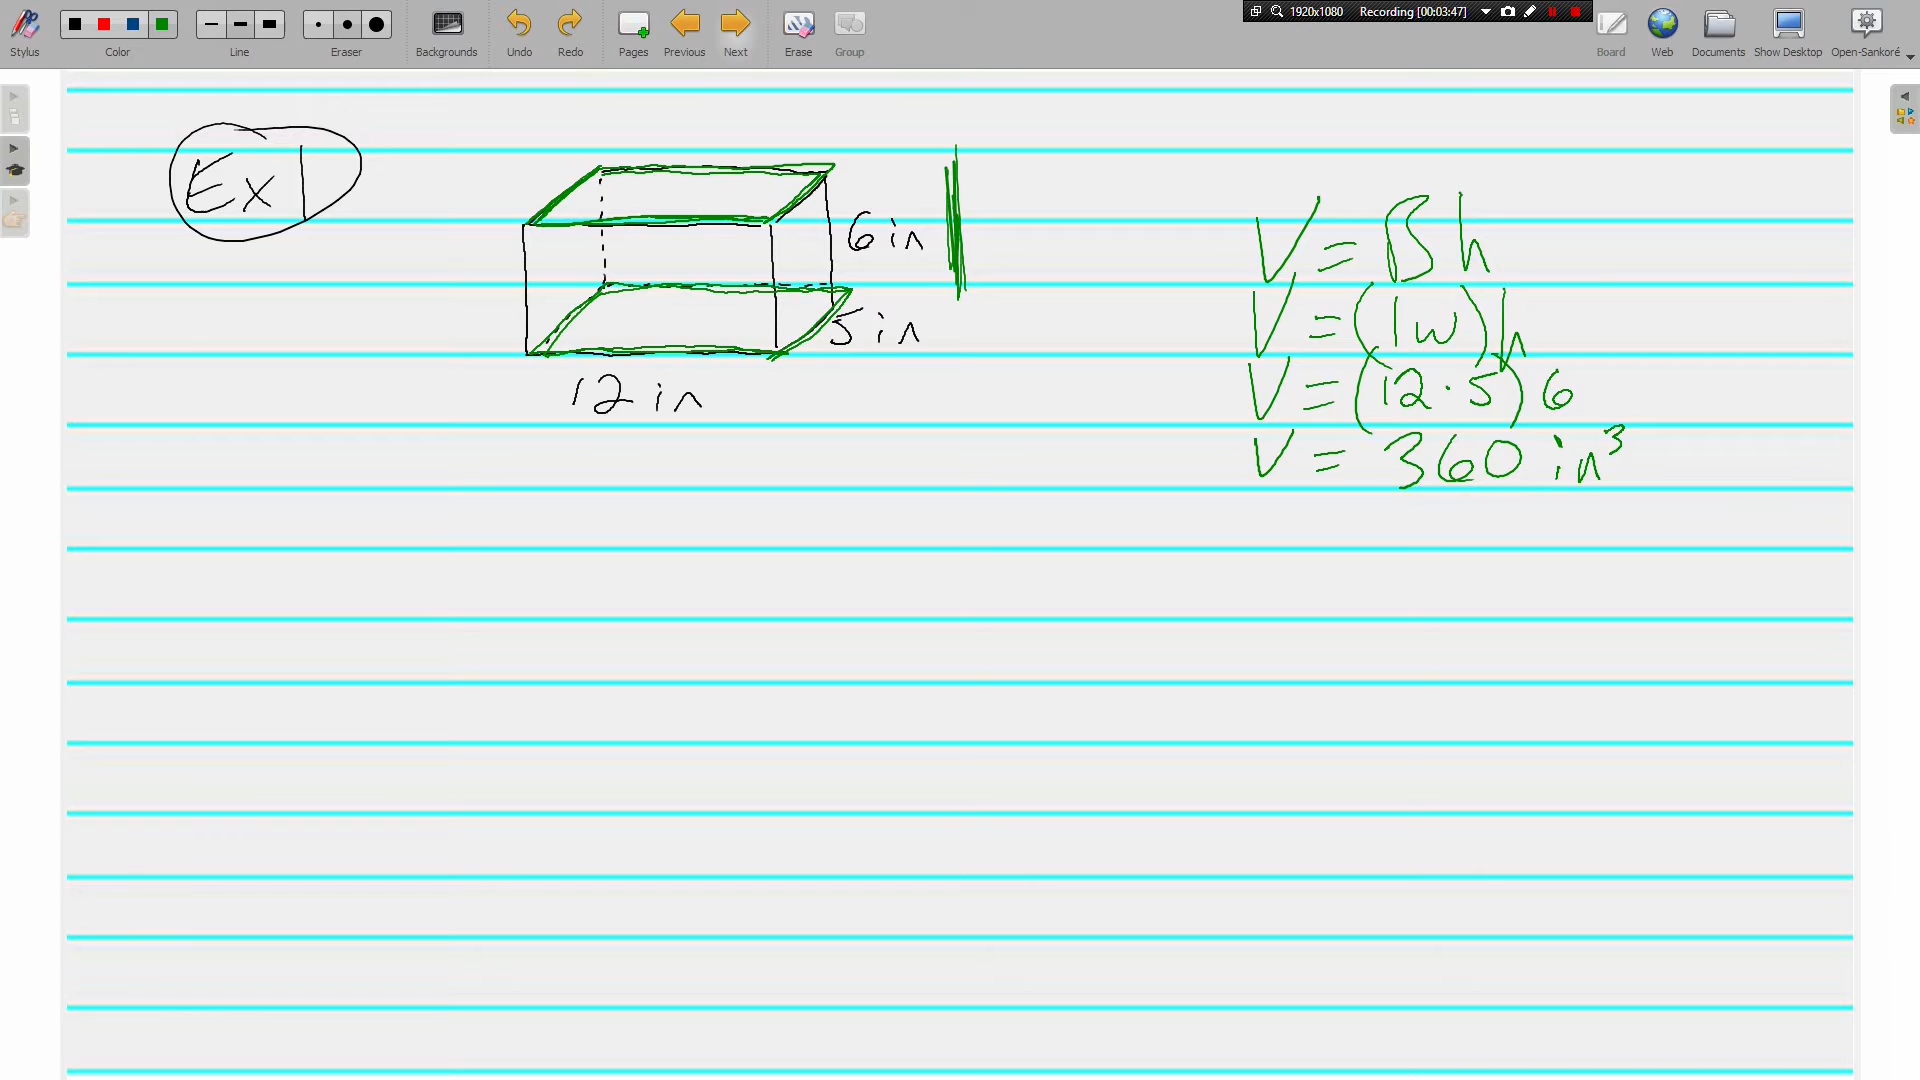 1920x1080 Recording [00:03:47]
Stylus Color Line Eraser Backgrounds Undo Redo Pages Previous Next Erase Group Board Web Documents Show Desktop Open-Sankoré
Ex 1
6 in
5 in
12 in
V = Bh
V = (lw)h
V = (12 · 5) 6
V = 360 in³